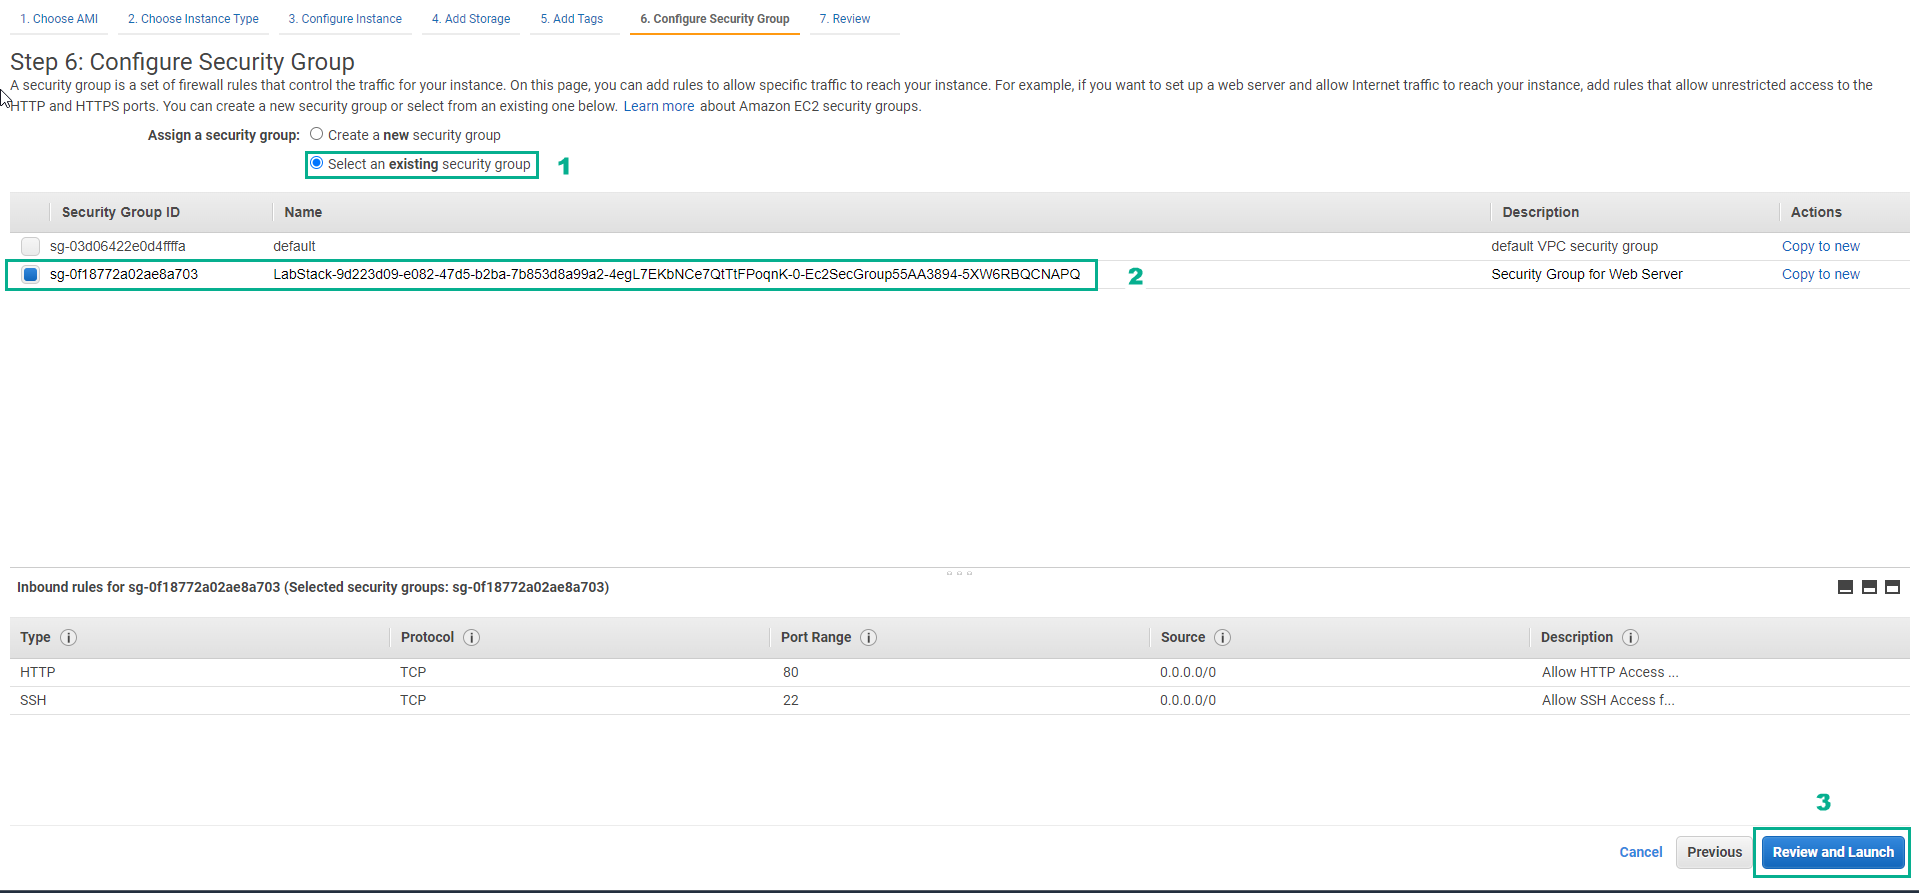 1. Choose AMI 2. Choose Instance Type 3. Configure Instance 4. Add Storage 5. Add Tags 6. Configure Security Group 7. Review
Step 6: Configure Security Group
A security group is a set of firewall rules that control the traffic for your instance. On this page, you can add rules to allow specific traffic to reach your instance. For example, if you want to set up a web server and allow Internet traffic to reach your instance, add rules that allow unrestricted access to the
HTTP and HTTPS ports. You can create a new security group or select from an existing one below. Learn more about Amazon EC2 security groups.
Assign a security group: Create a new security group
Select an existing security group 1
Security Group ID Name Description Actions
sg-03d06422e0d4ffffa default default VPC security group Copy to new
sg-0f18772a02ae8a703 LabStack-9d223d09-e082-47d5-b2ba-7b853d8a99a2-4egL7EKbNCe7QtTtFPoqnK-0-Ec2SecGroup55AA3894-5XW6RBQCNAPQ 2 Security Group for Web Server Copy to new
Inbound rules for sg-0f18772a02ae8a703 (Selected security groups: sg-0f18772a02ae8a703)
Type Protocol Port Range Source Description
HTTP TCP 80 0.0.0.0/0 Allow HTTP Access ...
SSH TCP 22 0.0.0.0/0 Allow SSH Access f...
3
Cancel Previous Review and Launch